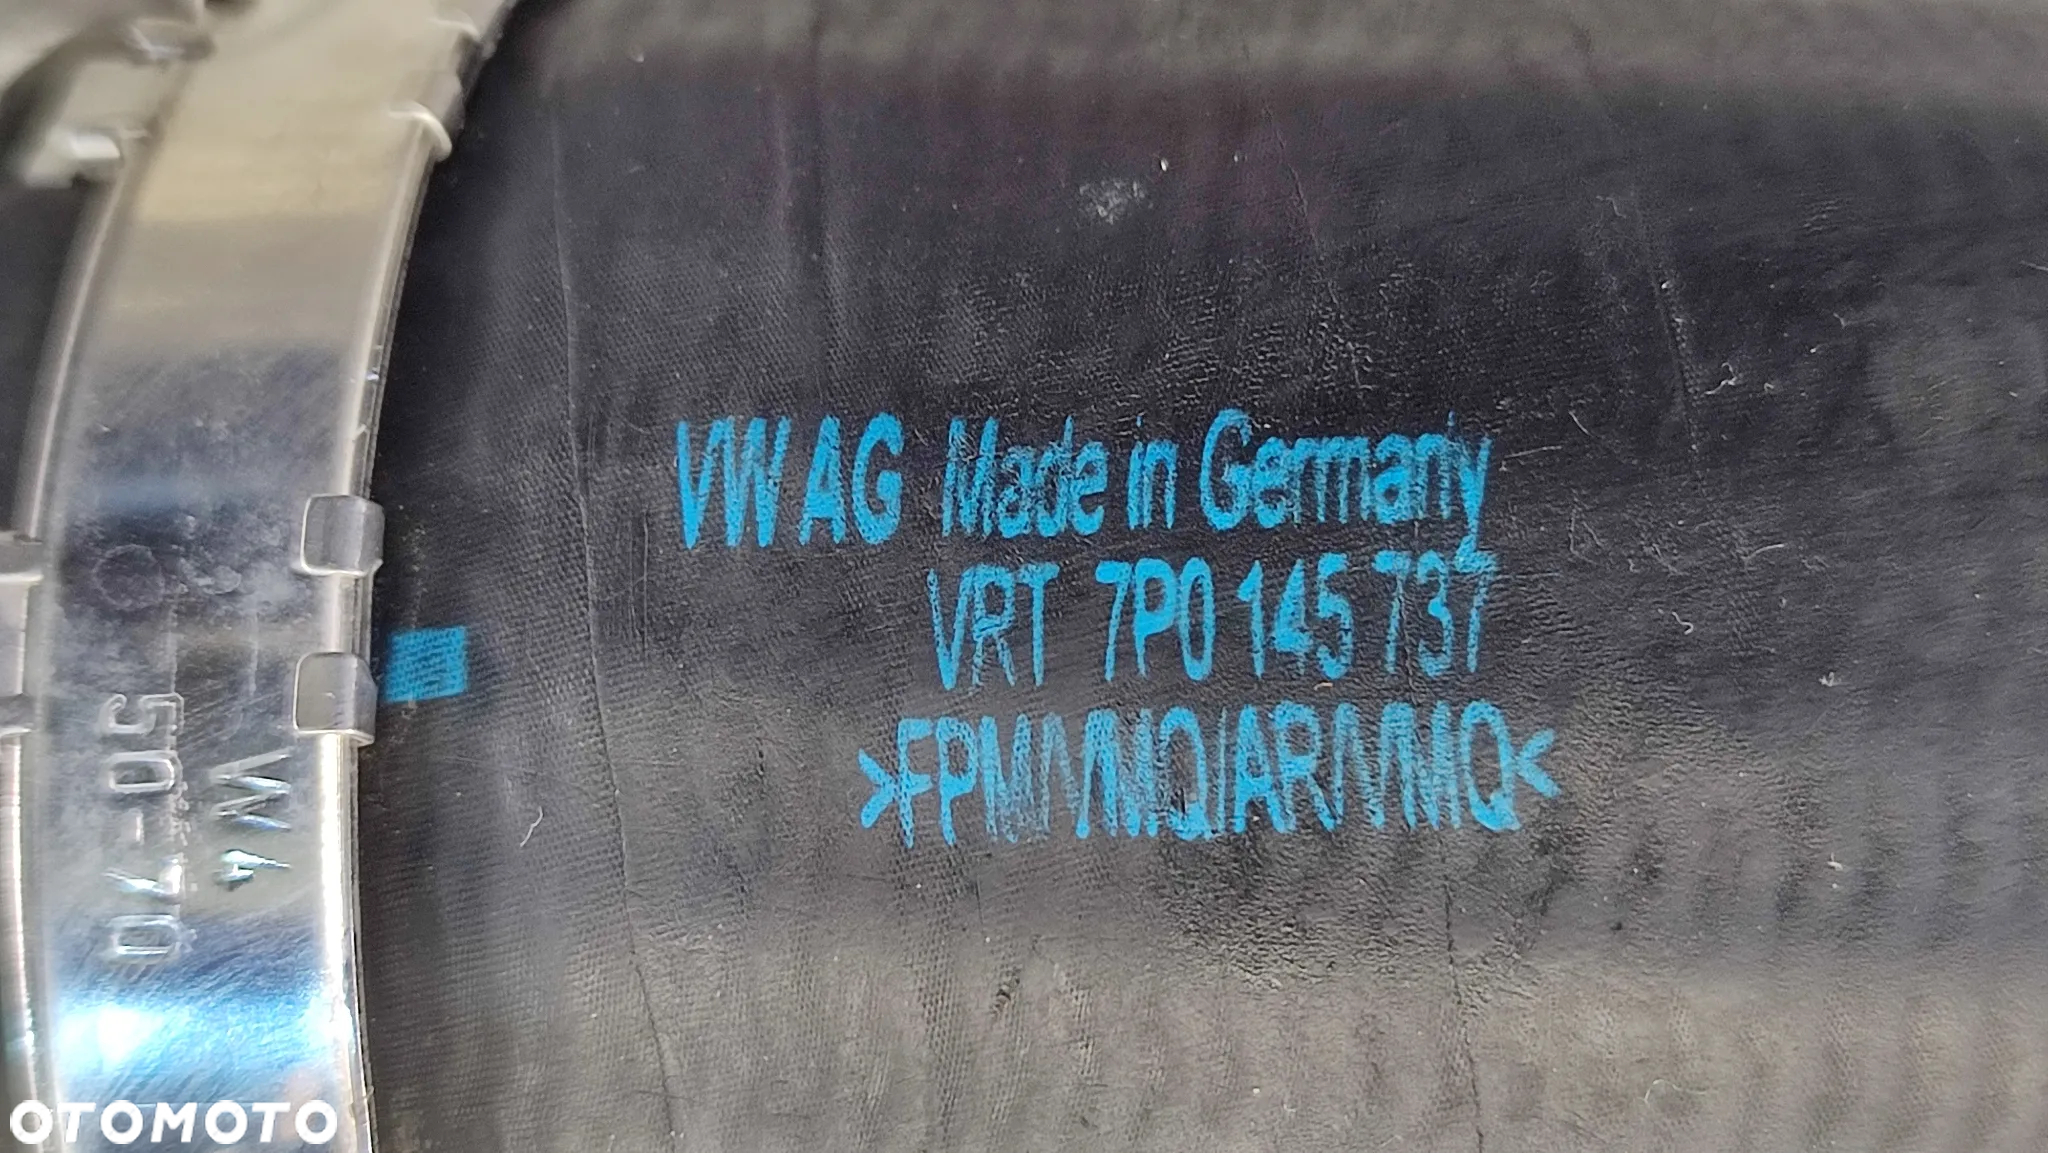 VW AG Made in Germany
VRT 7P0 145 737
>FPM/VMQ/AR/VMQ<
W4
50-70
OTOMOTO